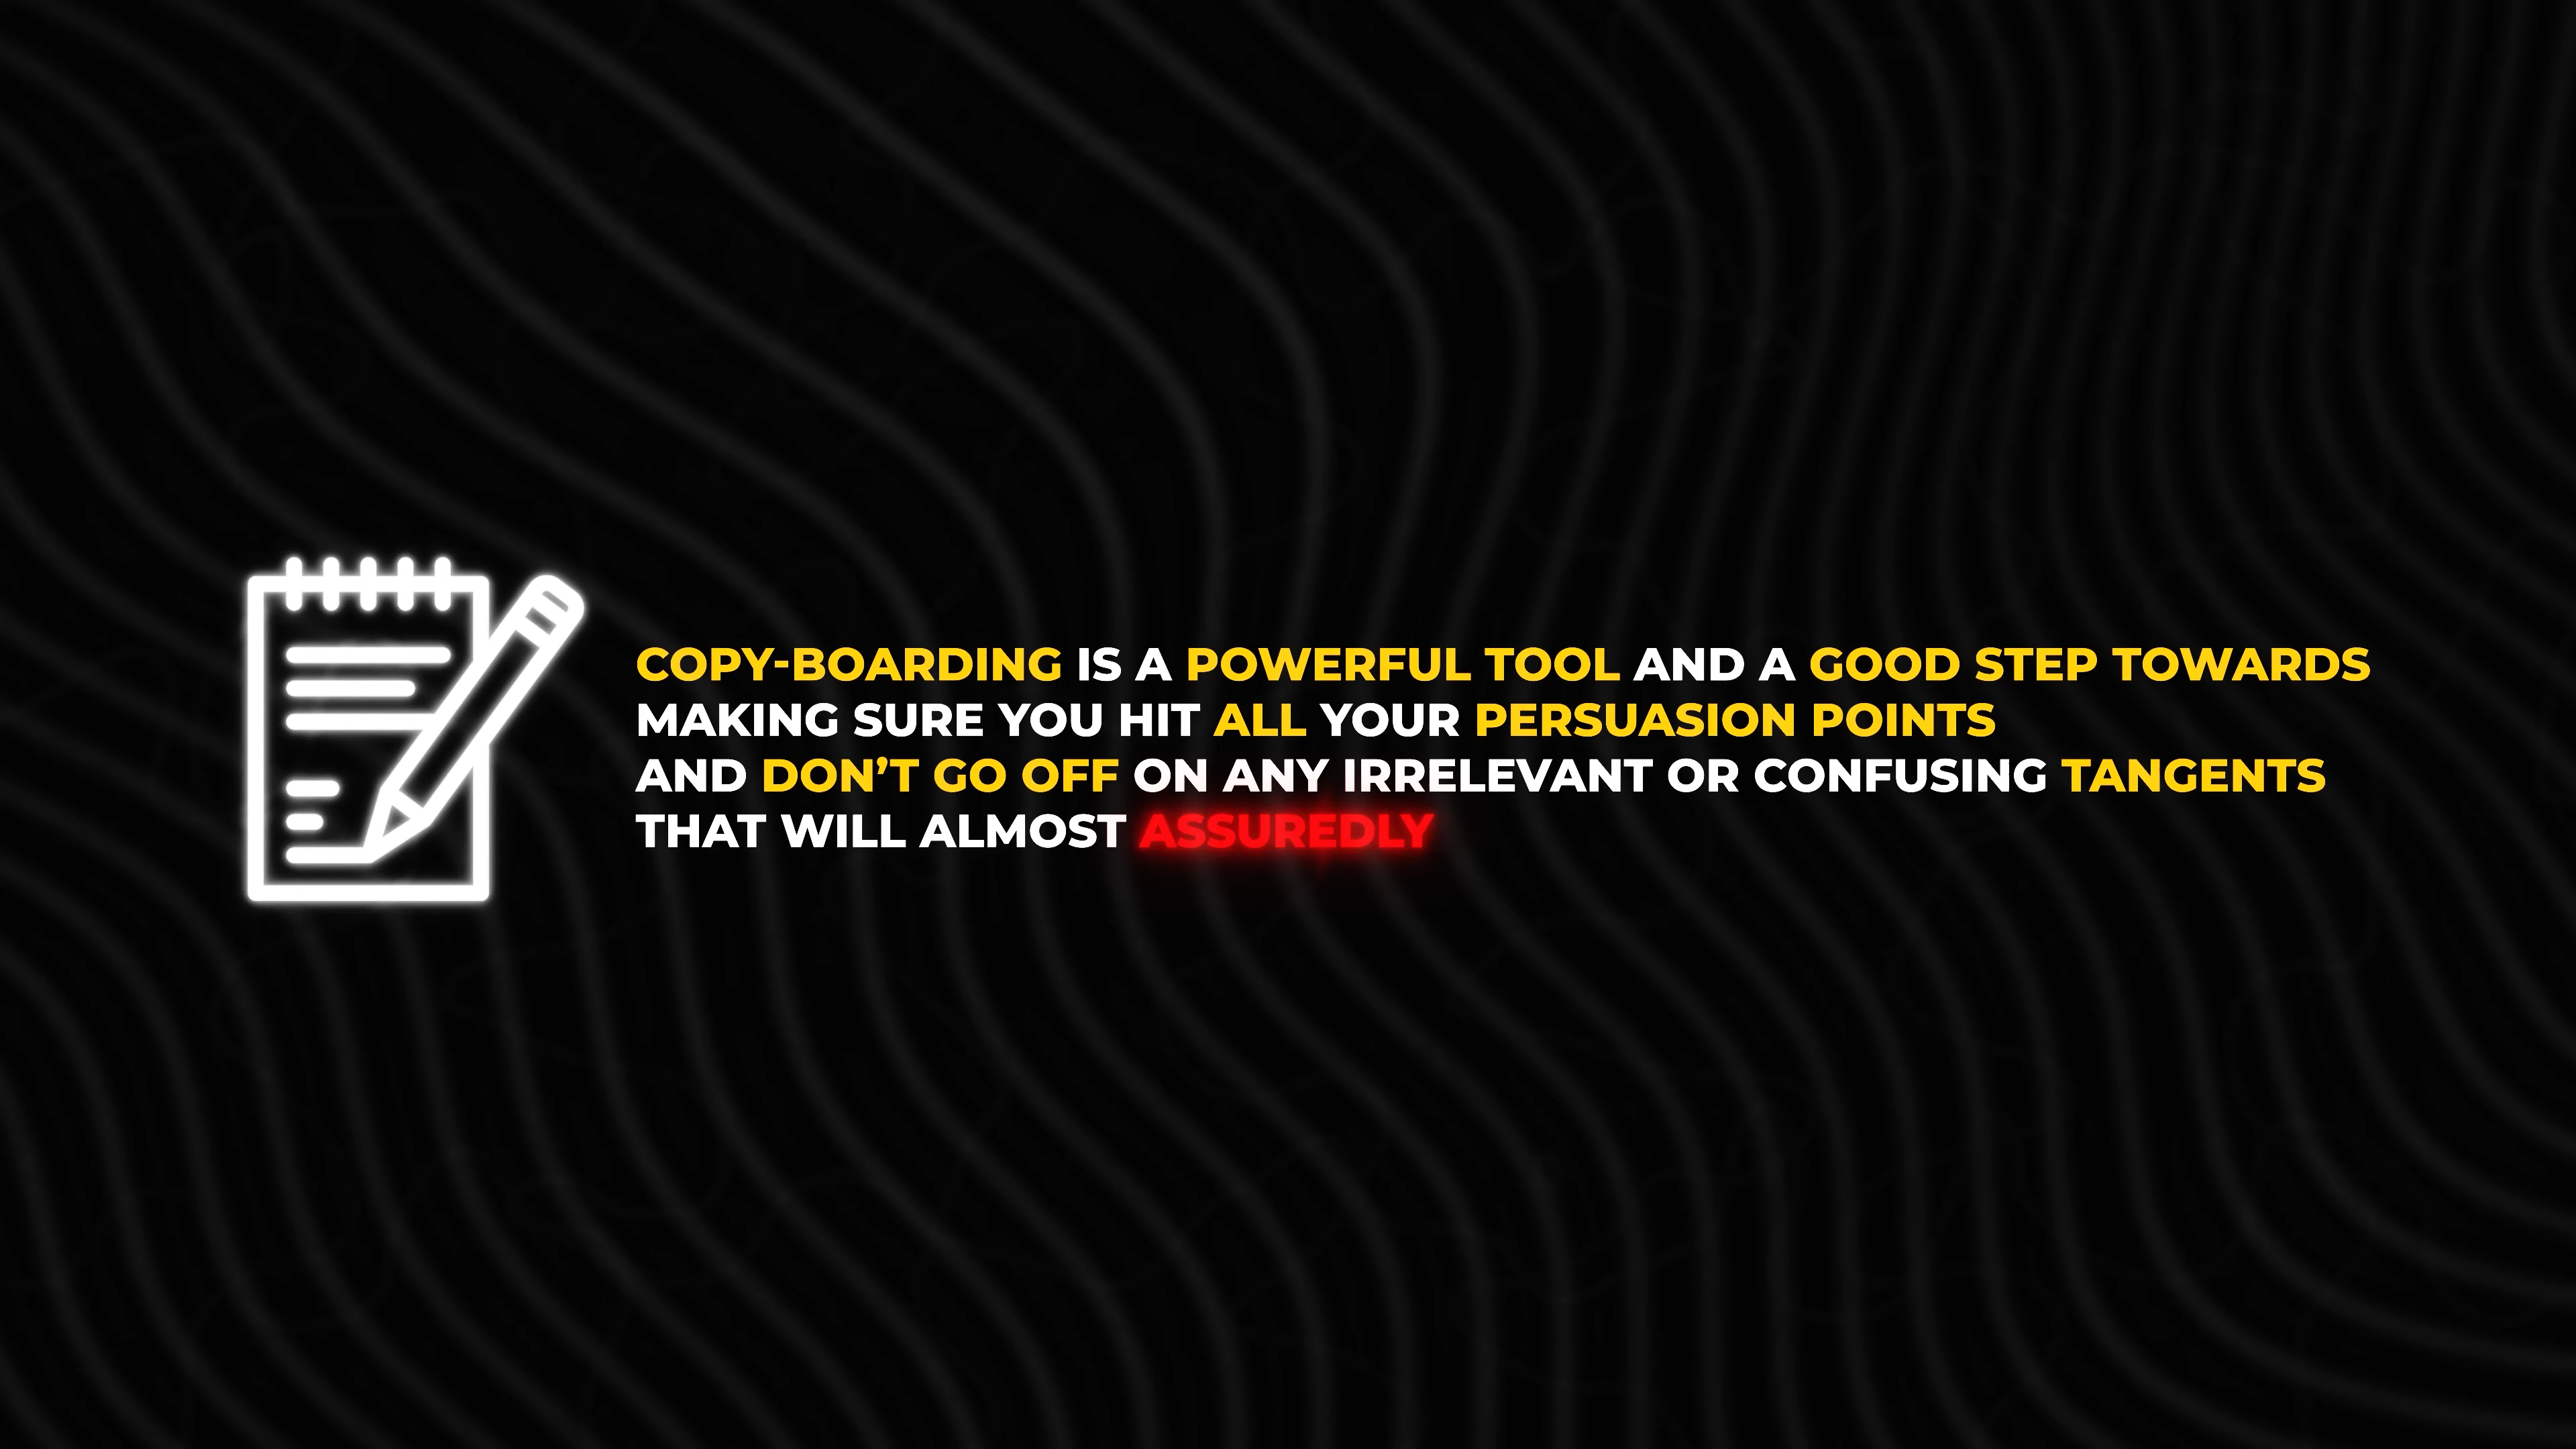 COPY-BOARDING IS A POWERFUL TOOL AND A GOOD STEP TOWARDS
MAKING SURE YOU HIT ALL YOUR PERSUASION POINTS
AND DON’T GO OFF ON ANY IRRELEVANT OR CONFUSING TANGENTS
THAT WILL ALMOST ASSUREDLY